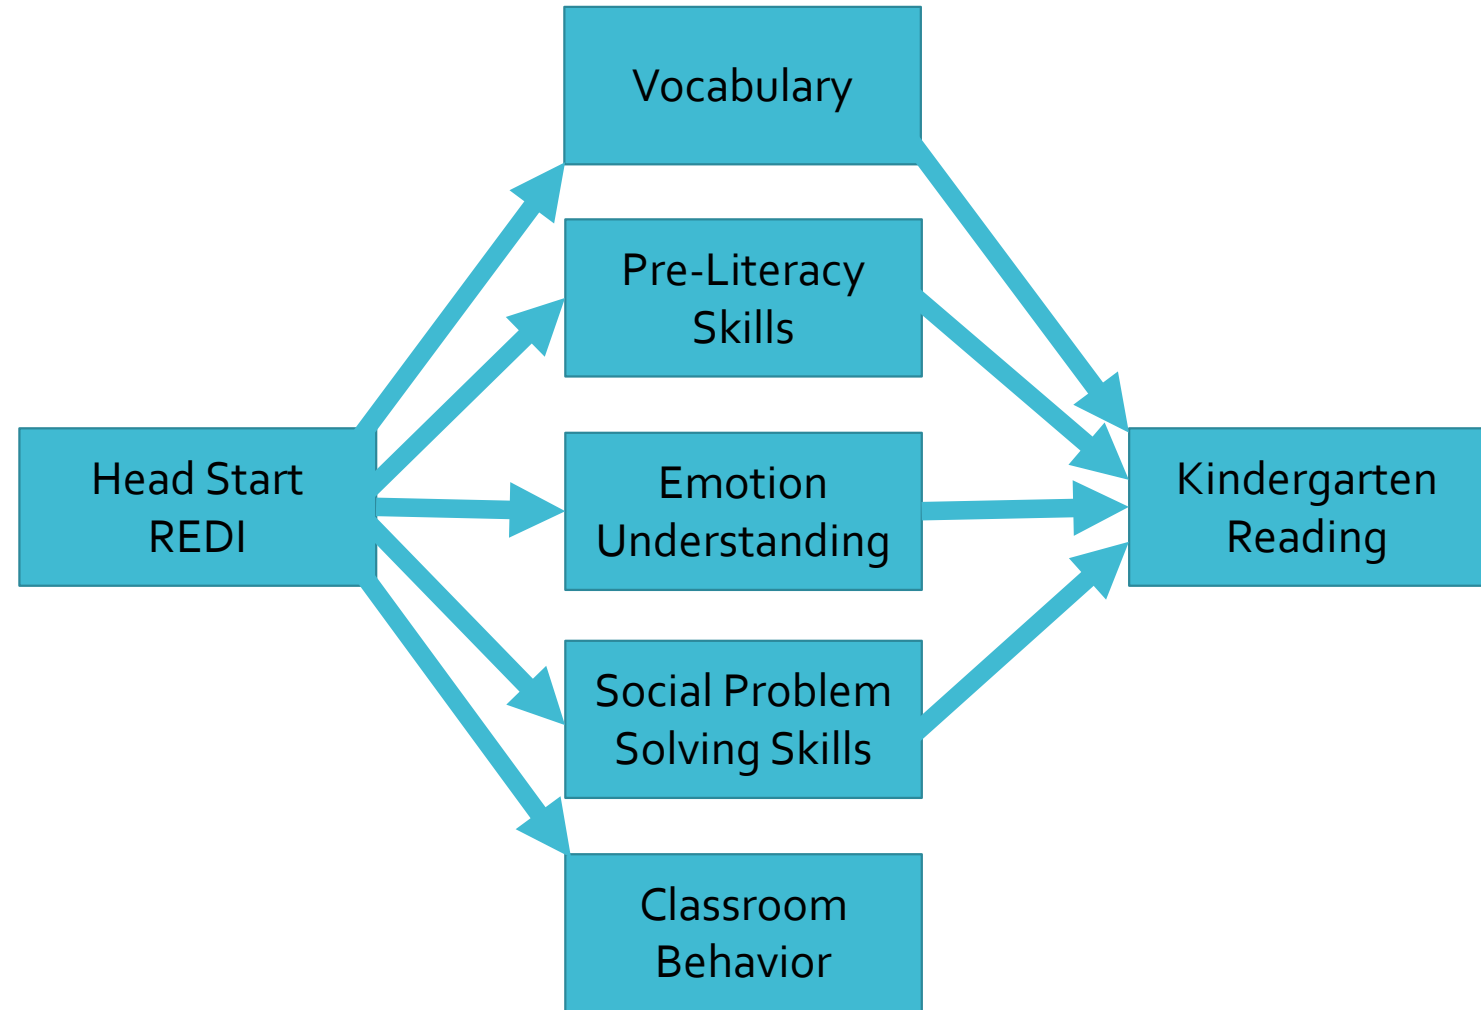 Vocabulary
Pre-Literacy
Skills
Head Start
REDI
Emotion
Understanding
Kindergarten
Reading
Social Problem
Solving Skills
Classroom
Behavior